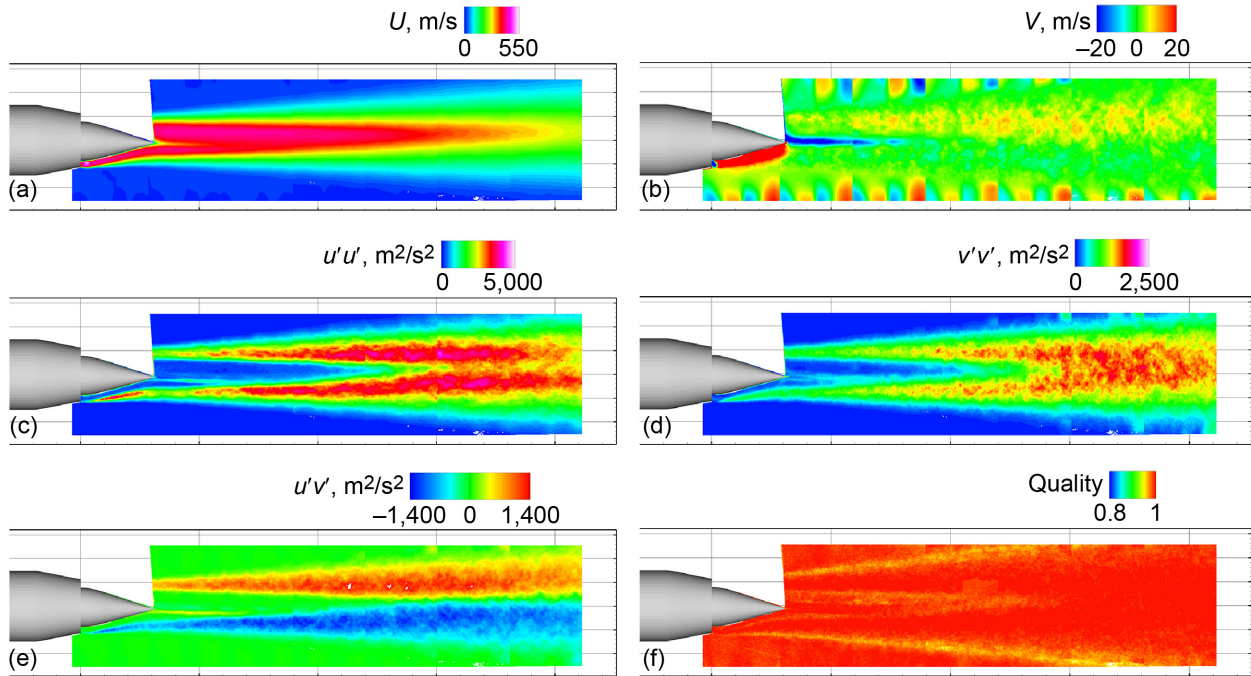 U, m/s
0 550
(a)
V, m/s
–20 0 20
(b)
u′u′, m2/s2
0 5,000
(c)
v′v′, m2/s2
0 2,500
(d)
u′v′, m2/s2
–1,400 0 1,400
(e)
Quality
0.8 1
(f)